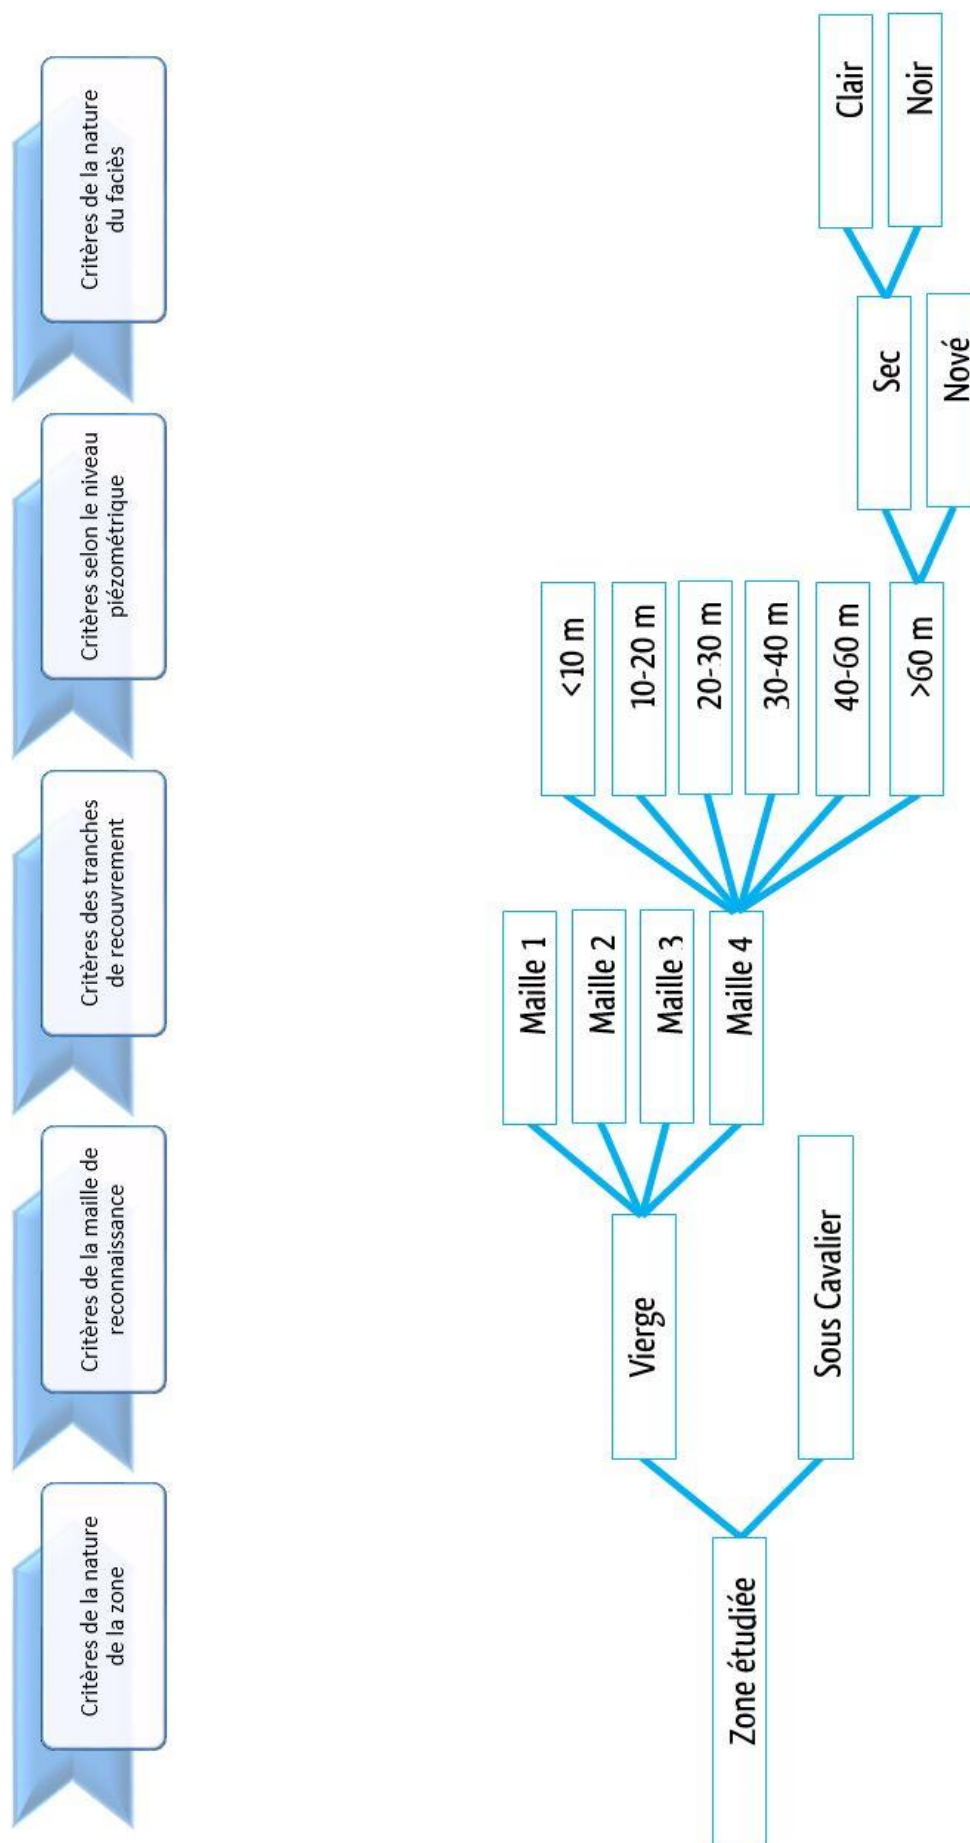 Critères de la nature
de la zone
Critères de la maille de
reconnaissance
Critères des tranches
de recouvrement
Critères selon le niveau
piézométrique
Critères de la nature
du faciès
Zone étudiée
Vierge
Sous Cavalier
Maille 1
Maille 2
Maille 3
Maille 4
<10 m
10-20 m
20-30 m
30-40 m
40-60 m
>60 m
Sec
Nové
Clair
Noir